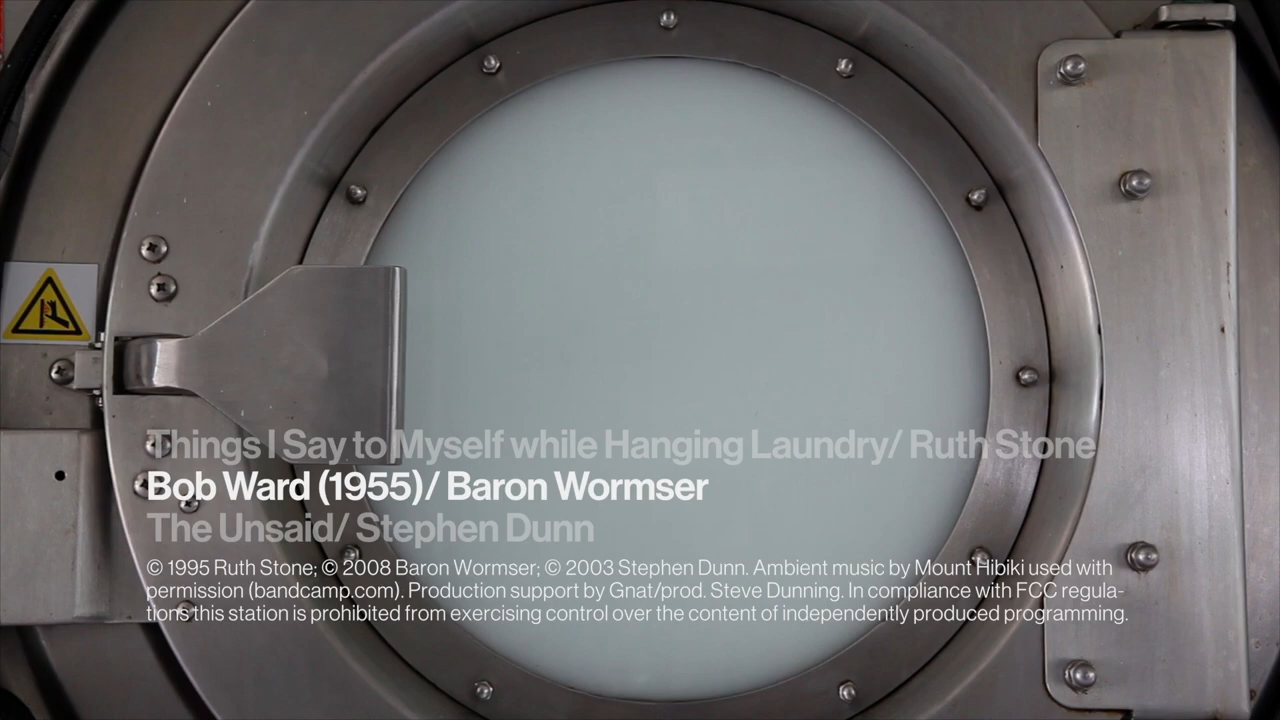 Things I Say to Myself while Hanging Laundry/ Ruth Stone
Bob Ward (1955)/ Baron Wormser
The Unsaid/ Stephen Dunn
© 1995 Ruth Stone; © 2008 Baron Wormser; © 2003 Stephen Dunn. Ambient music by Mount Hibiki used with
permission (bandcamp.com). Production support by Gnat/prod. Steve Dunning. In compliance with FCC regula-
tions this station is prohibited from exercising control over the content of independently produced programming.